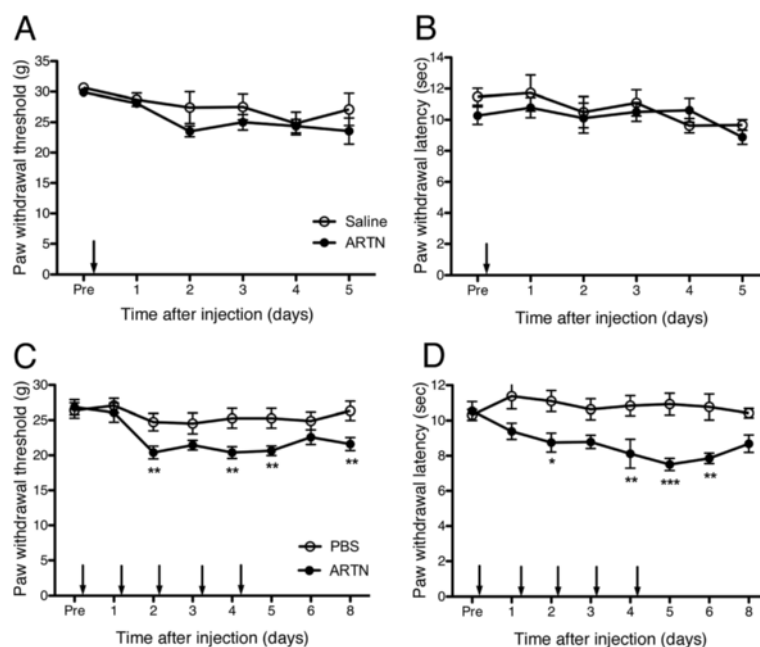 A
Paw withdrawal threshold (g)
35
30
25
20
15
10
5
0
Saline
ARTN
Pre 1 2 3 4 5
Time after injection (days)
B
Paw withdrawal latency (sec)
14
12
10
8
6
4
2
0
Pre 1 2 3 4 5
Time after injection (days)
C
Paw withdrawal threshold (g)
30
25
20
15
10
5
0
** ** ** **
PBS
ARTN
Pre 1 2 3 4 5 6 8
Time after injection (days)
D
Paw withdrawal latency (sec)
12
10
8
6
4
2
0
* ** *** **
Pre 1 2 3 4 5 6 8
Time after injection (days)